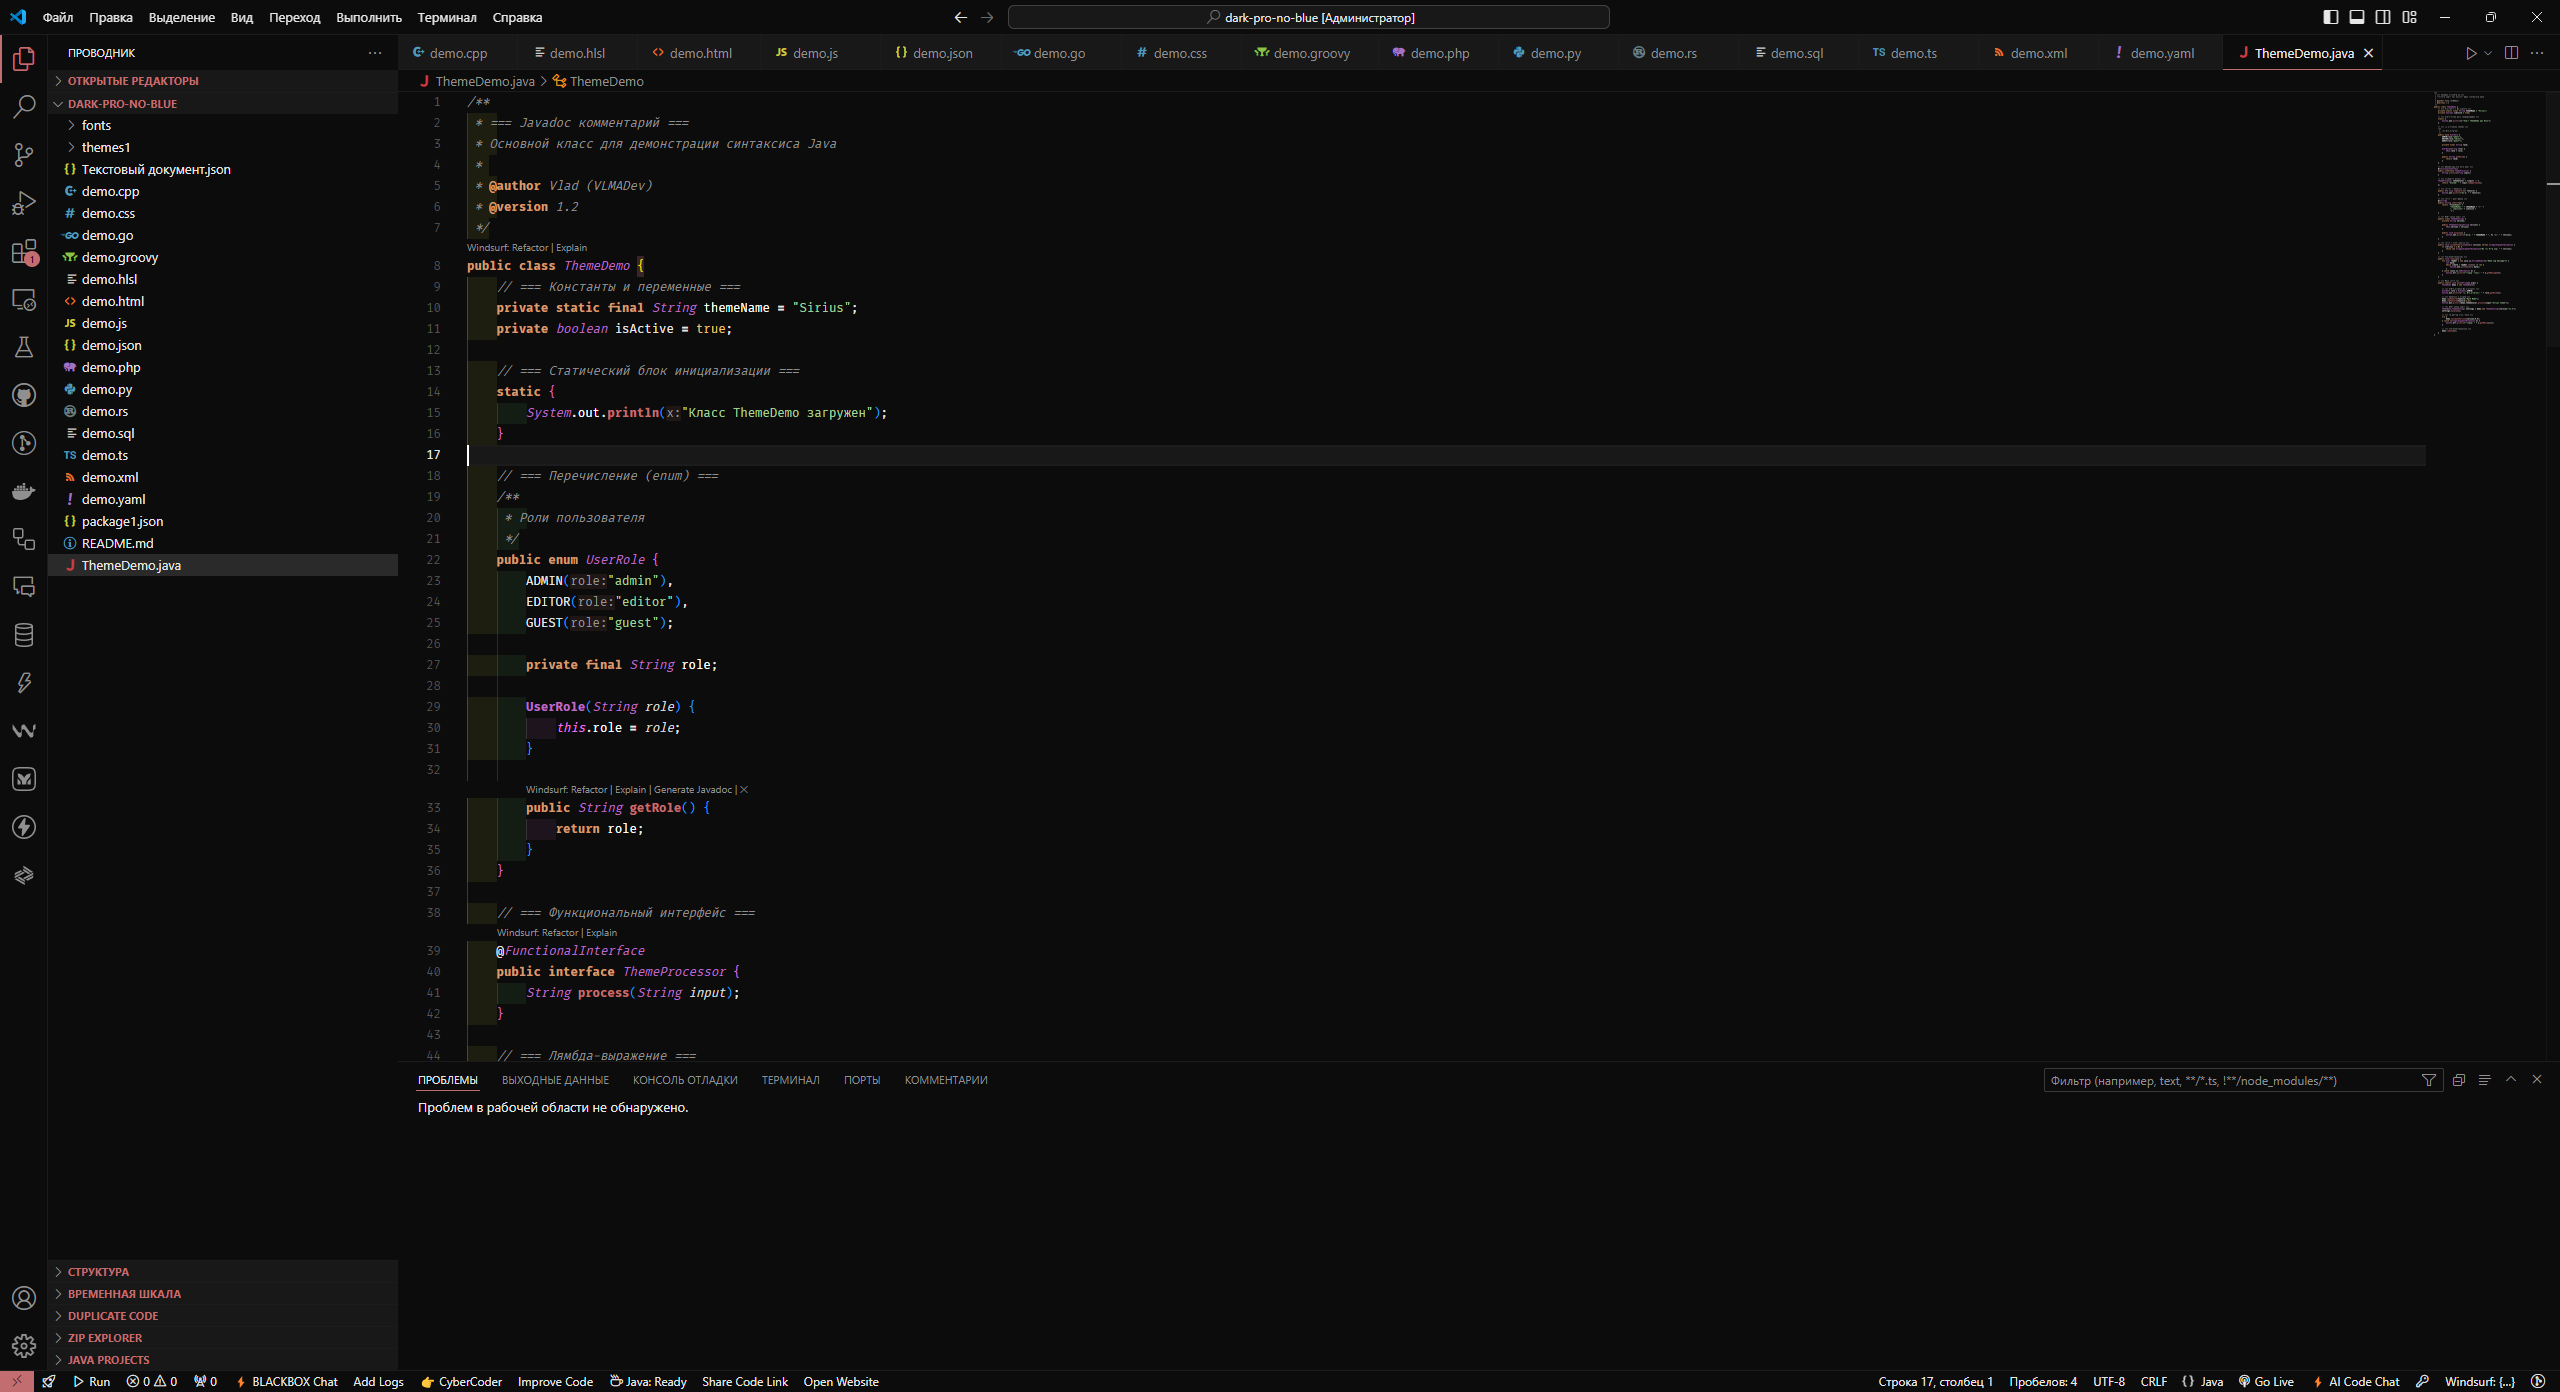 Файл Правка Выделение Вид Переход Выполнить Терминал Справка
dark-pro-no-blue [Администратор]
ПРОВОДНИК
ОТКРЫТЫЕ РЕДАКТОРЫ
DARK-PRO-NO-BLUE
fonts
themes1
{} Текстовый документ.json
demo.cpp
# demo.css
GO demo.go
demo.groovy
demo.hlsl
<> demo.html
JS demo.js
{} demo.json
demo.php
demo.py
demo.rs
demo.sql
TS demo.ts
demo.xml
! demo.yaml
{} package1.json
README.md
J ThemeDemo.java
1
СТРУКТУРА
ВРЕМЕННАЯ ШКАЛА
DUPLICATE CODE
ZIP EXPLORER
JAVA PROJECTS
demo.cpp demo.hlsl <> demo.html JS demo.js {} demo.json GO demo.go # demo.css demo.groovy demo.php demo.py demo.rs demo.sql TS demo.ts demo.xml ! demo.yaml J ThemeDemo.java
J ThemeDemo.java > ThemeDemo
1 /**
2 * === Javadoc комментарий ===
3 * Основной класс для демонстрации синтаксиса Java
4 *
5 * @author Vlad (VLMADev)
6 * @version 1.2
7 */
Windsurf: Refactor | Explain
8 public class ThemeDemo {
9 // === Константы и переменные ===
10 private static final String themeName = "Sirius";
11 private boolean isActive = true;
12
13 // === Статический блок инициализации ===
14 static {
15 System.out.println(x:"Класс ThemeDemo загружен");
16 }
17
18 // === Перечисление (enum) ===
19 /**
20 * Роли пользователя
21 */
22 public enum UserRole {
23 ADMIN(role:"admin"),
24 EDITOR(role:"editor"),
25 GUEST(role:"guest");
26
27 private final String role;
28
29 UserRole(String role) {
30 this.role = role;
31 }
32
Windsurf: Refactor | Explain | Generate Javadoc | X
33 public String getRole() {
34 return role;
35 }
36 }
37
38 // === Функциональный интерфейс ===
Windsurf: Refactor | Explain
39 @FunctionalInterface
40 public interface ThemeProcessor {
41 String process(String input);
42 }
43
44 // === Лямбда-выражение ===
ПРОБЛЕМЫ ВЫХОДНЫЕ ДАННЫЕ КОНСОЛЬ ОТЛАДКИ ТЕРМИНАЛ ПОРТЫ КОММЕНТАРИИ
Фильтр (например, text, **/*.ts, !**/node_modules/**)
Проблем в рабочей области не обнаружено.
Run 0 0 0 BLACKBOX Chat Add Logs CyberCoder Improve Code Java: Ready Share Code Link Open Website
Строка 17, столбец 1 Пробелов: 4 UTF-8 CRLF {} Java Go Live AI Code Chat Windsurf: {...}